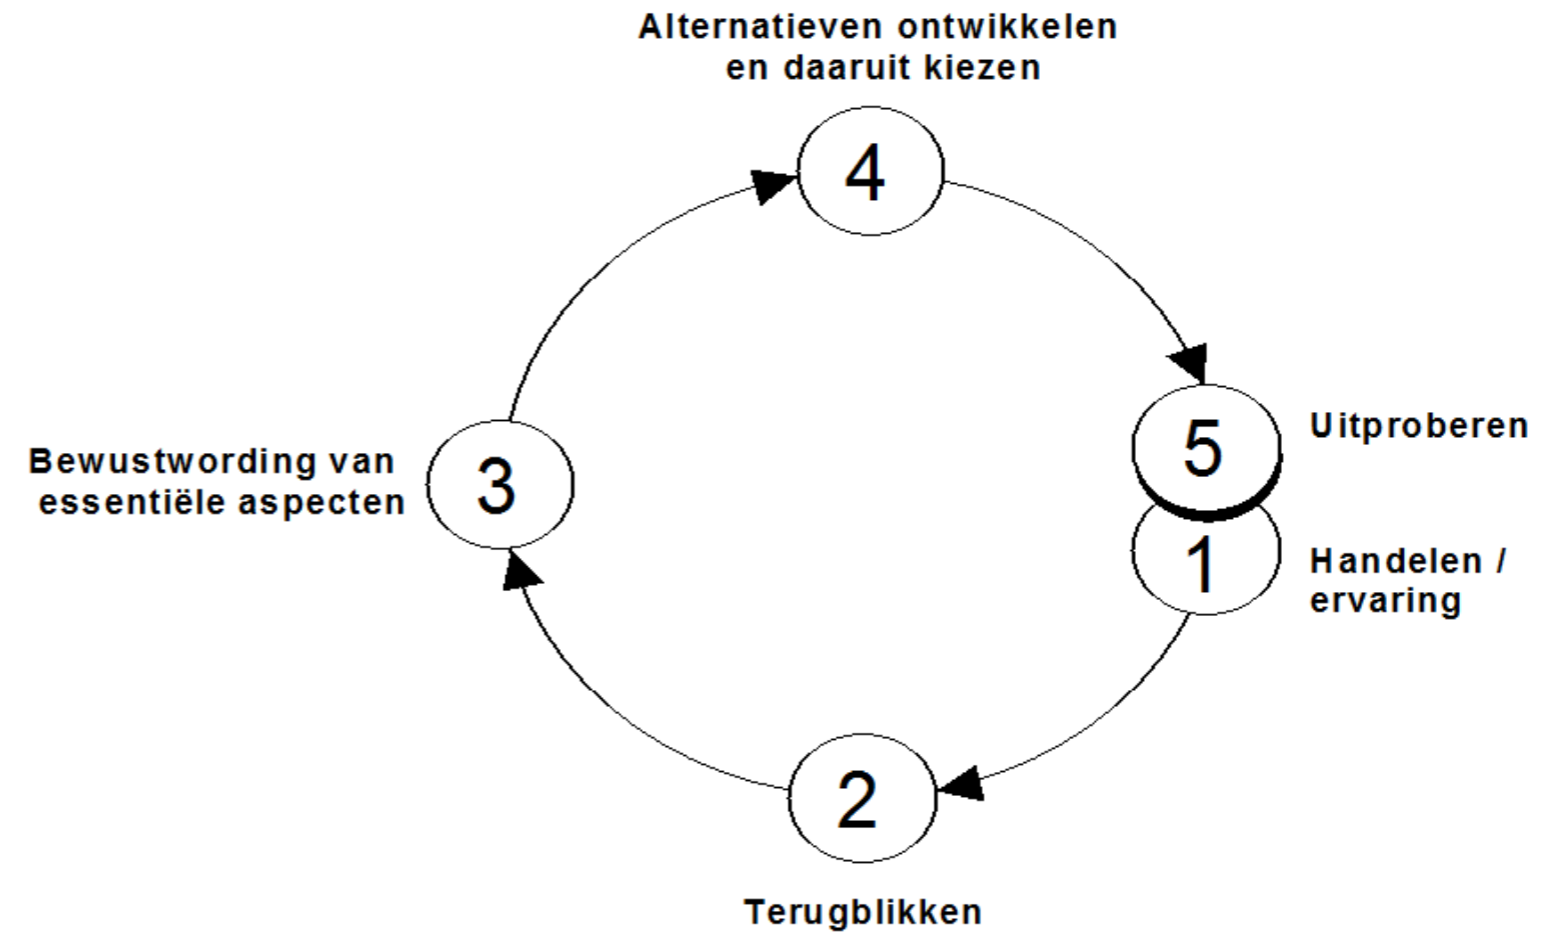 Alternatieven ontwikkelen
en daaruit kiezen
4
5
Uitproberen
Bewustwording van
essentiële aspecten
3
1
Handelen /
ervaring
2
Terugblikken